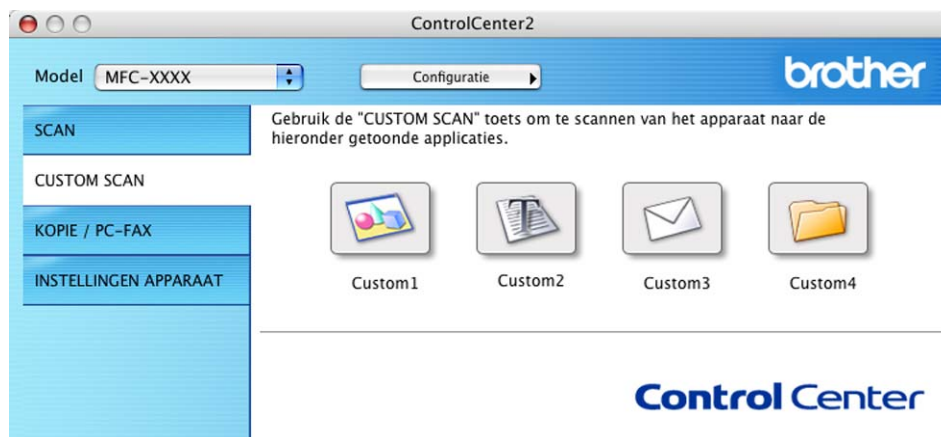 ControlCenter2
Model MFC-XXXX Configuratie brother
SCAN
CUSTOM SCAN
KOPIE / PC-FAX
INSTELLINGEN APPARAAT
Gebruik de "CUSTOM SCAN" toets om te scannen van het apparaat naar de
hieronder getoonde applicaties.
Custom1 Custom2 Custom3 Custom4
Control Center